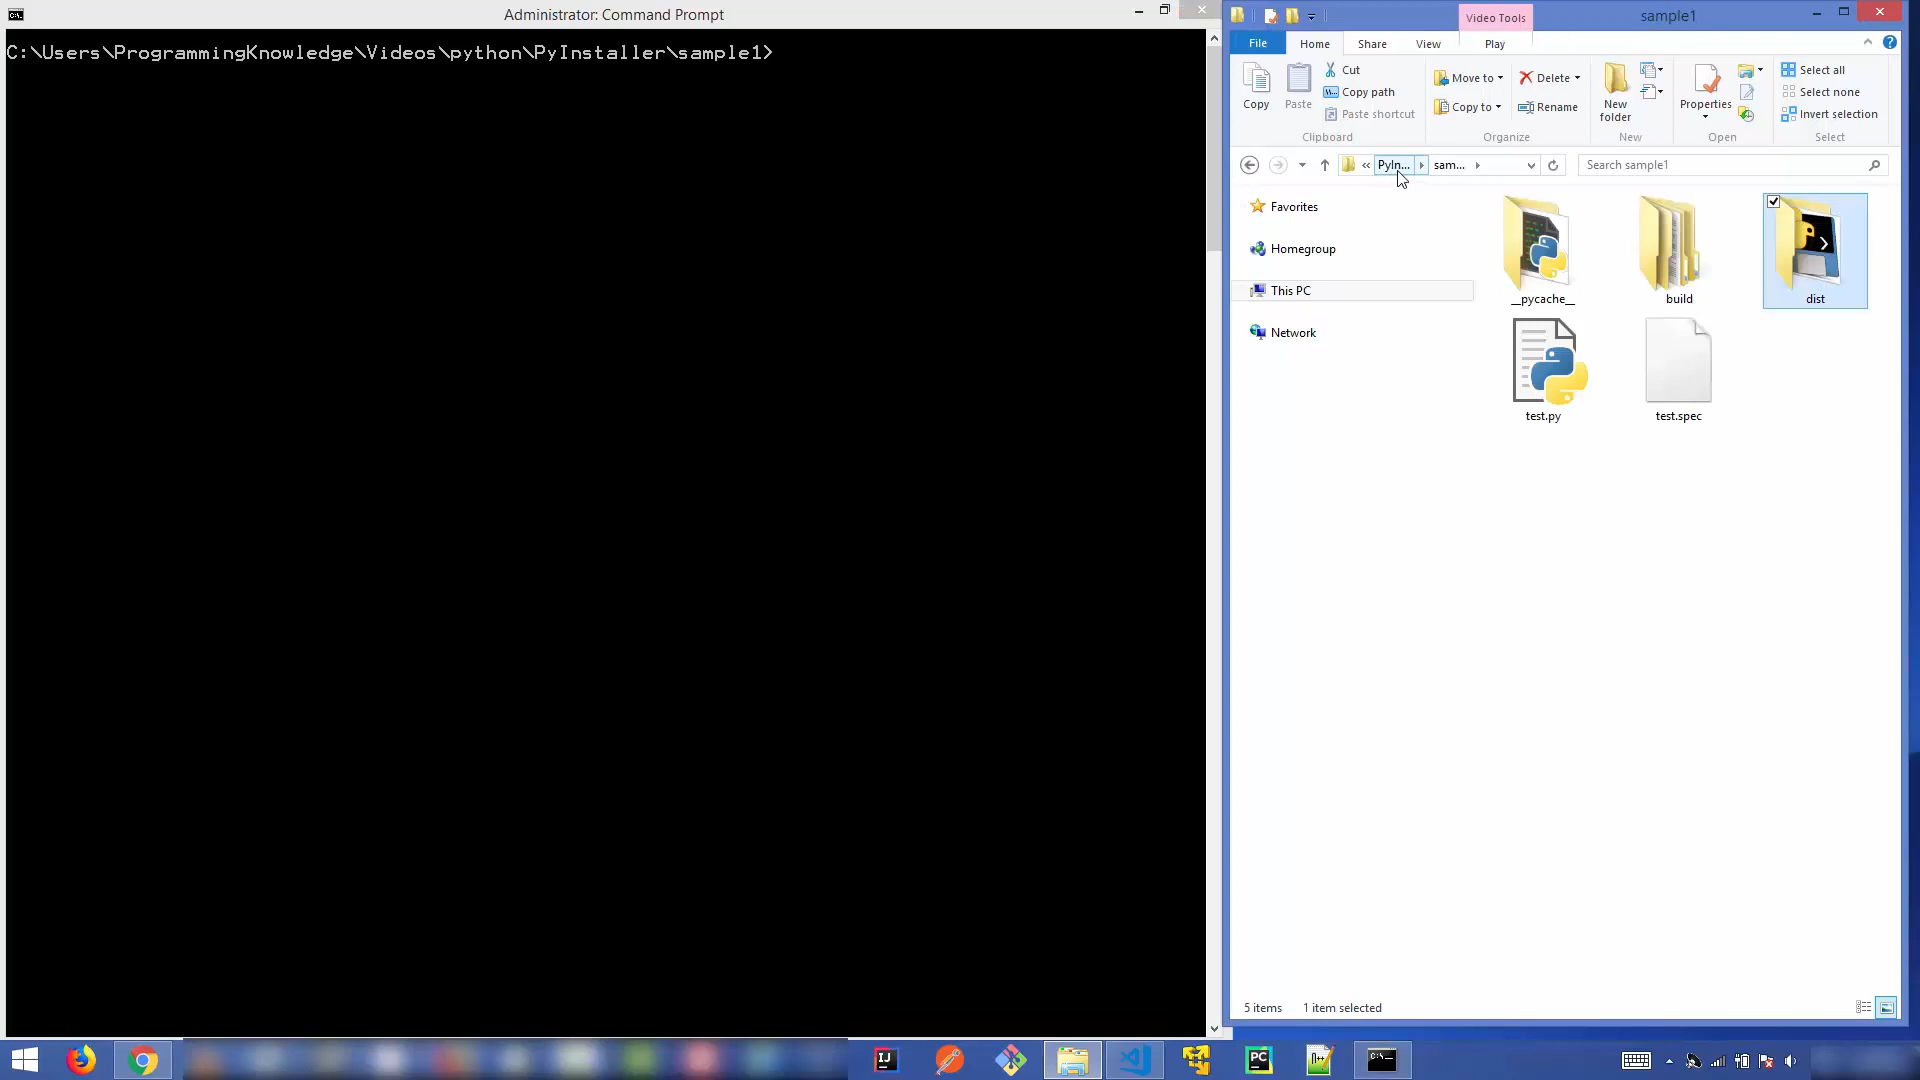 Administrator: Command Prompt
C:\Users\ProgrammingKnowledge\Videos\python\PyInstaller\sample1>
Video Tools
sample1
File
Home
Share
View
Play
Copy
Paste
Cut
Copy path
Paste shortcut
Clipboard
Move to
Copy to
Delete
Rename
Organize
New
folder
New
Properties
Open
Select all
Select none
Invert selection
Select
« PyIn...
sam...
Search sample1
Favorites
Homegroup
This PC
Network
__pycache__
build
dist
test.py
test.spec
5 items
1 item selected
IJ
PC
C:\